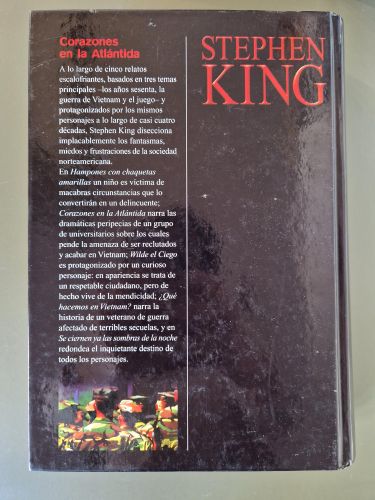 Corazones
en la Atlántida
A lo largo de cinco relatos
escalofriantes, basados en tres temas
principales –los años sesenta, la
guerra de Vietnam y el juego– y
protagonizados por los mismos
personajes a lo largo de casi cuatro
décadas, Stephen King disecciona
implacablemente los fantasmas,
miedos y frustraciones de la sociedad
norteamericana.
En Hampones con chaquetas
amarillas un niño es víctima de
macabras circunstancias que lo
convertirán en un delincuente;
Corazones en la Atlántida narra las
dramáticas peripecias de un grupo
de universitarios sobre los cuales
pende la amenaza de ser reclutados
y acabar en Vietnam; Wilde el Ciego
es protagonizado por un curioso
personaje: en apariencia se trata de
un respetable ciudadano, pero de
hecho vive de la mendicidad; ¿Qué
hacemos en Vietnam? narra la
historia de un veterano de guerra
afectado de terribles secuelas, y en
Se ciernen ya las sombras de la noche
redondea el inquietante destino de
todos los personajes.
STEPHEN
KING